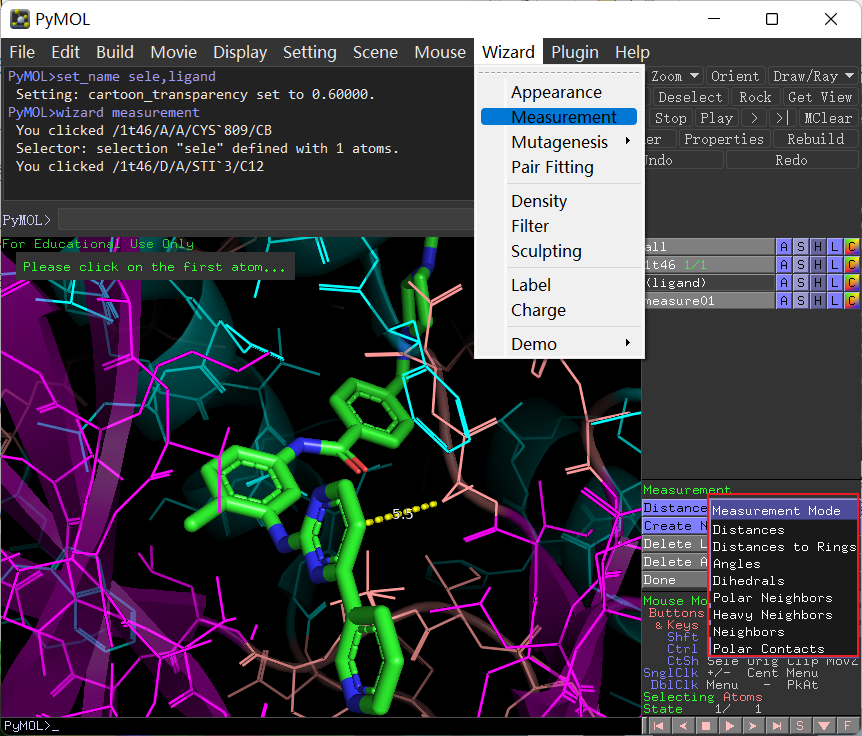 PyMOL
File Edit Build Movie Display Setting Scene Mouse Wizard Plugin Help
PyMOL>set_name sele,ligand
Setting: cartoon_transparency set to 0.60000.
PyMOL>wizard measurement
You clicked /1t46/A/A/CYS`809/CB
Selector: selection "sele" defined with 1 atoms.
You clicked /1t46/D/A/STI`3/C12
PyMOL>
Appearance
Measurement
Mutagenesis
Pair Fitting
Density
Filter
Sculpting
Label
Charge
Demo
Zoom Orient Draw/Ray
Deselect Rock Get View
Stop Play > >| MClear
er Properties Rebuild
Undo Redo
all A S H L C
1t46 1/1 A S H L C
(ligand) A S H L C
measure01 A S H L C
For Educational Use Only
Please click on the first atom...
5.5
Measurement
Distance
Create N
Delete L
Delete A
Done
Measurement Mode
Distances
Distances to Rings
Angles
Dihedrals
Polar Neighbors
Heavy Neighbors
Neighbors
Polar Contacts
Mouse Mo
Buttons
& Keys
Shft
Ctrl
CtSh Sele Orig Clip MovZ
SnglClk +/- Cent Menu
DblClk Menu - PkAt
Selecting Atoms
State 1/ 1
PyMOL>_
S F